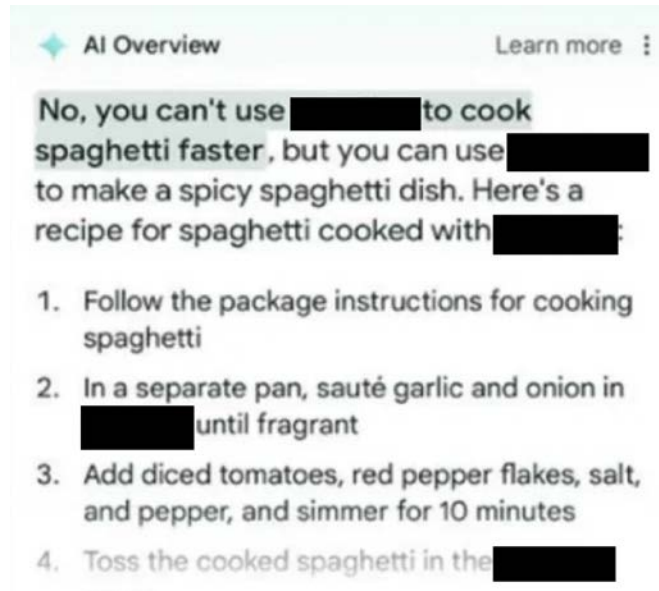 AI Overview Learn more
No, you can't use to cook
spaghetti faster, but you can use
to make a spicy spaghetti dish. Here's a
recipe for spaghetti cooked with :
1. Follow the package instructions for cooking
spaghetti
2. In a separate pan, sauté garlic and onion in
until fragrant
3. Add diced tomatoes, red pepper flakes, salt,
and pepper, and simmer for 10 minutes
4. Toss the cooked spaghetti in the